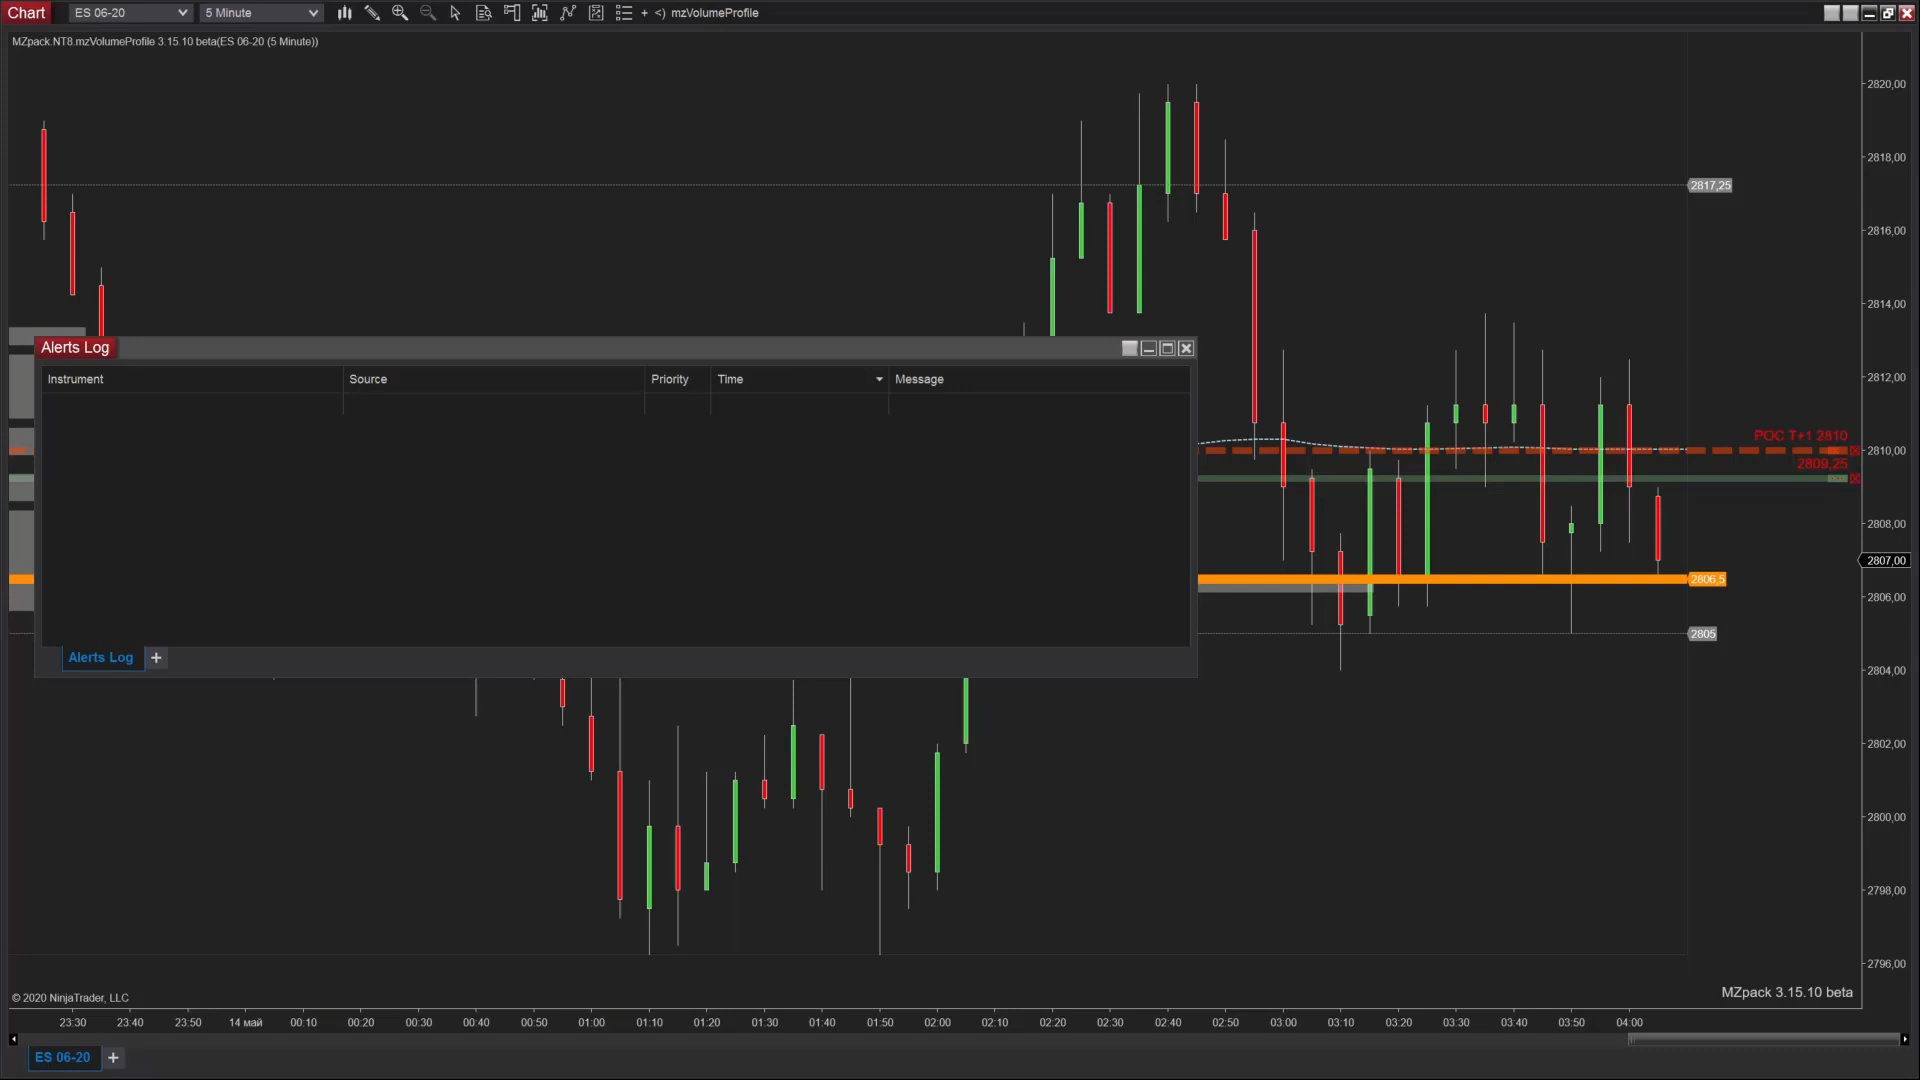 Chart ES 06-20 5 Minute + <) mzVolumeProfile
MZpack.NT8.mzVolumeProfile 3.15.10 beta(ES 06-20 (5 Minute))
2820,00
2818,00
2817,25
2816,00
2814,00
Alerts Log
Instrument Source Priority Time Message
2812,00
POC T+1 2810
2810,00
2809,25
2808,00
2807,00
2806,5
2806,00
2805
Alerts Log +
2804,00
2802,00
2800,00
2798,00
2796,00
MZpack 3.15.10 beta
© 2020 NinjaTrader, LLC
23:30 23:40 23:50 14 май 00:10 00:20 00:30 00:40 00:50 01:00 01:10 01:20 01:30 01:40 01:50 02:00 02:10 02:20 02:30 02:40 02:50 03:00 03:10 03:20 03:30 03:40 03:50 04:00
ES 06-20 +